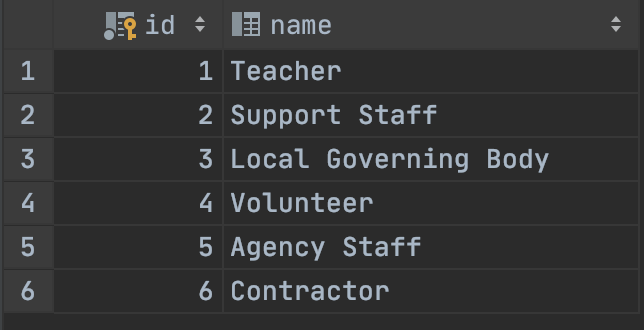 id name
1 1 Teacher
2 2 Support Staff
3 3 Local Governing Body
4 4 Volunteer
5 5 Agency Staff
6 6 Contractor